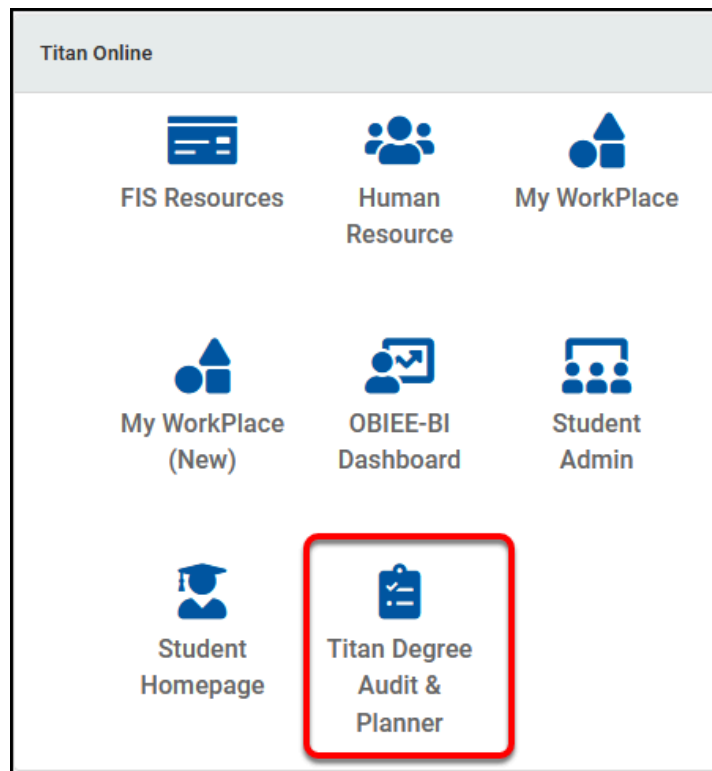 Titan Online
FIS Resources
Human
Resource
My WorkPlace
My WorkPlace
(New)
OBIEE-BI
Dashboard
Student
Admin
Student
Homepage
Titan Degree
Audit &
Planner